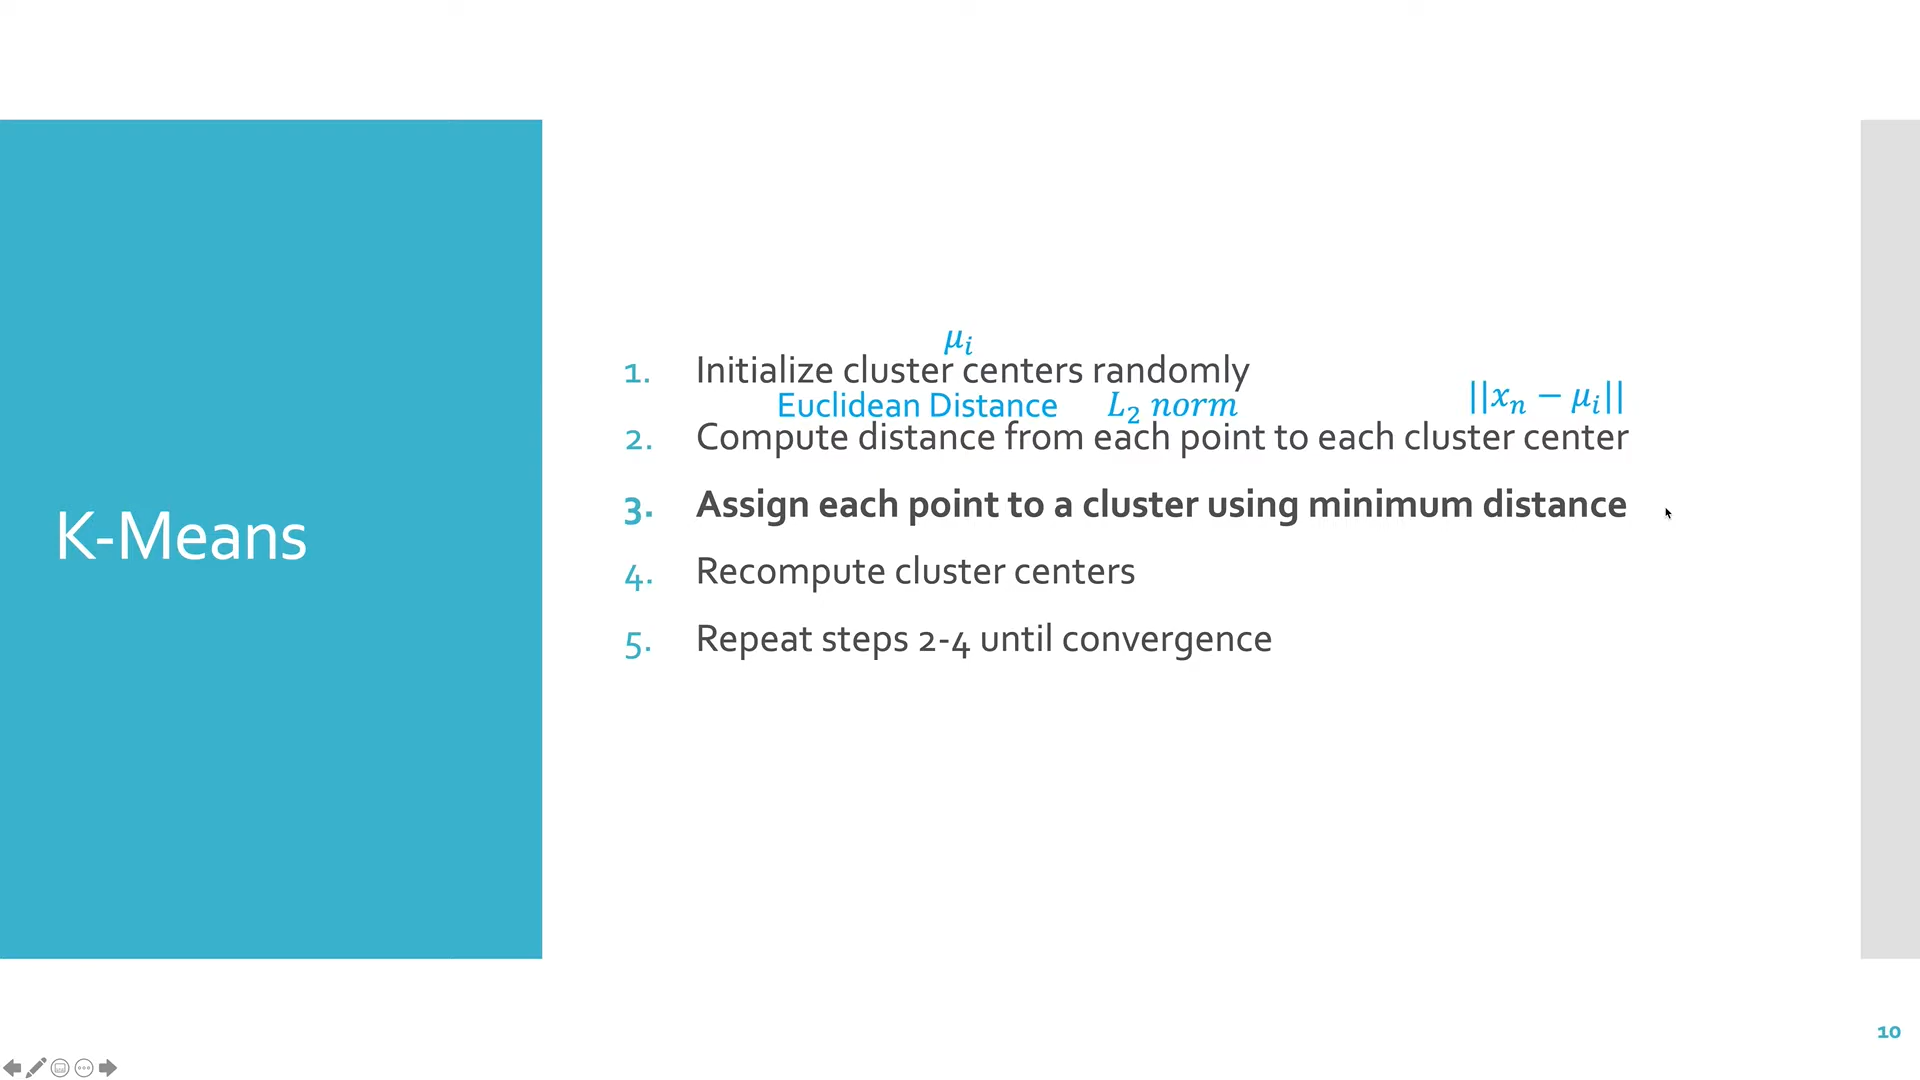 K-Means
μᵢ
1. Initialize cluster centers randomly
Euclidean Distance L₂ norm ||xₙ − μᵢ||
2. Compute distance from each point to each cluster center
3. Assign each point to a cluster using minimum distance
4. Recompute cluster centers
5. Repeat steps 2-4 until convergence
10